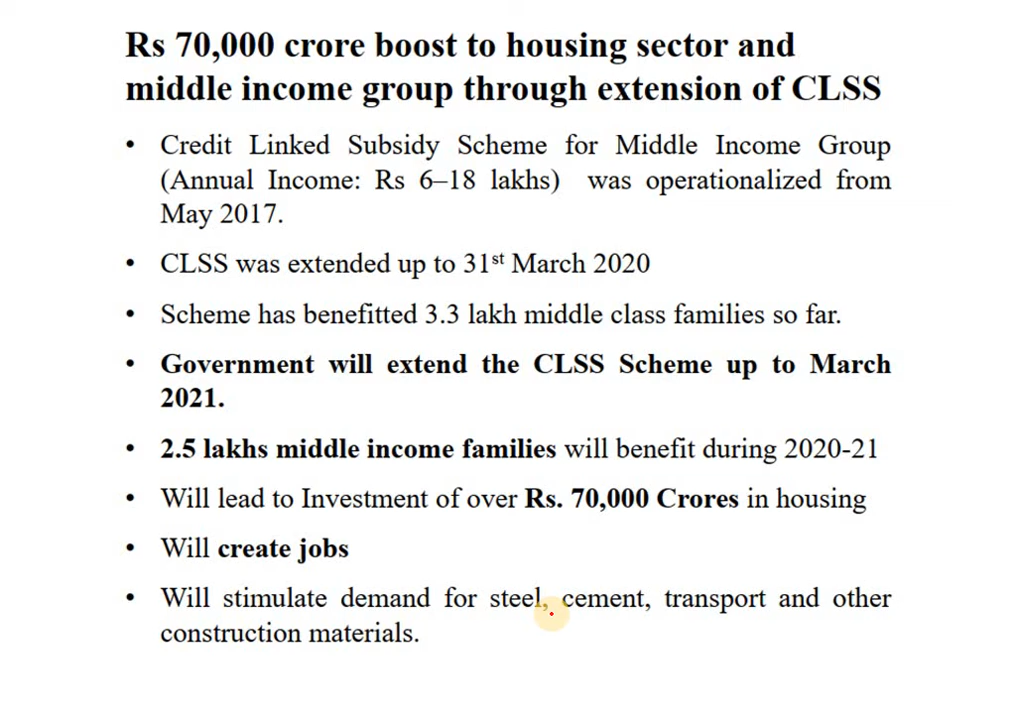 Rs 70,000 crore boost to housing sector and
middle income group through extension of CLSS
• Credit Linked Subsidy Scheme for Middle Income Group
(Annual Income: Rs 6–18 lakhs) was operationalized from
May 2017.
• CLSS was extended up to 31st March 2020
• Scheme has benefitted 3.3 lakh middle class families so far.
• Government will extend the CLSS Scheme up to March
2021.
• 2.5 lakhs middle income families will benefit during 2020-21
• Will lead to Investment of over Rs. 70,000 Crores in housing
• Will create jobs
• Will stimulate demand for steel, cement, transport and other
construction materials.